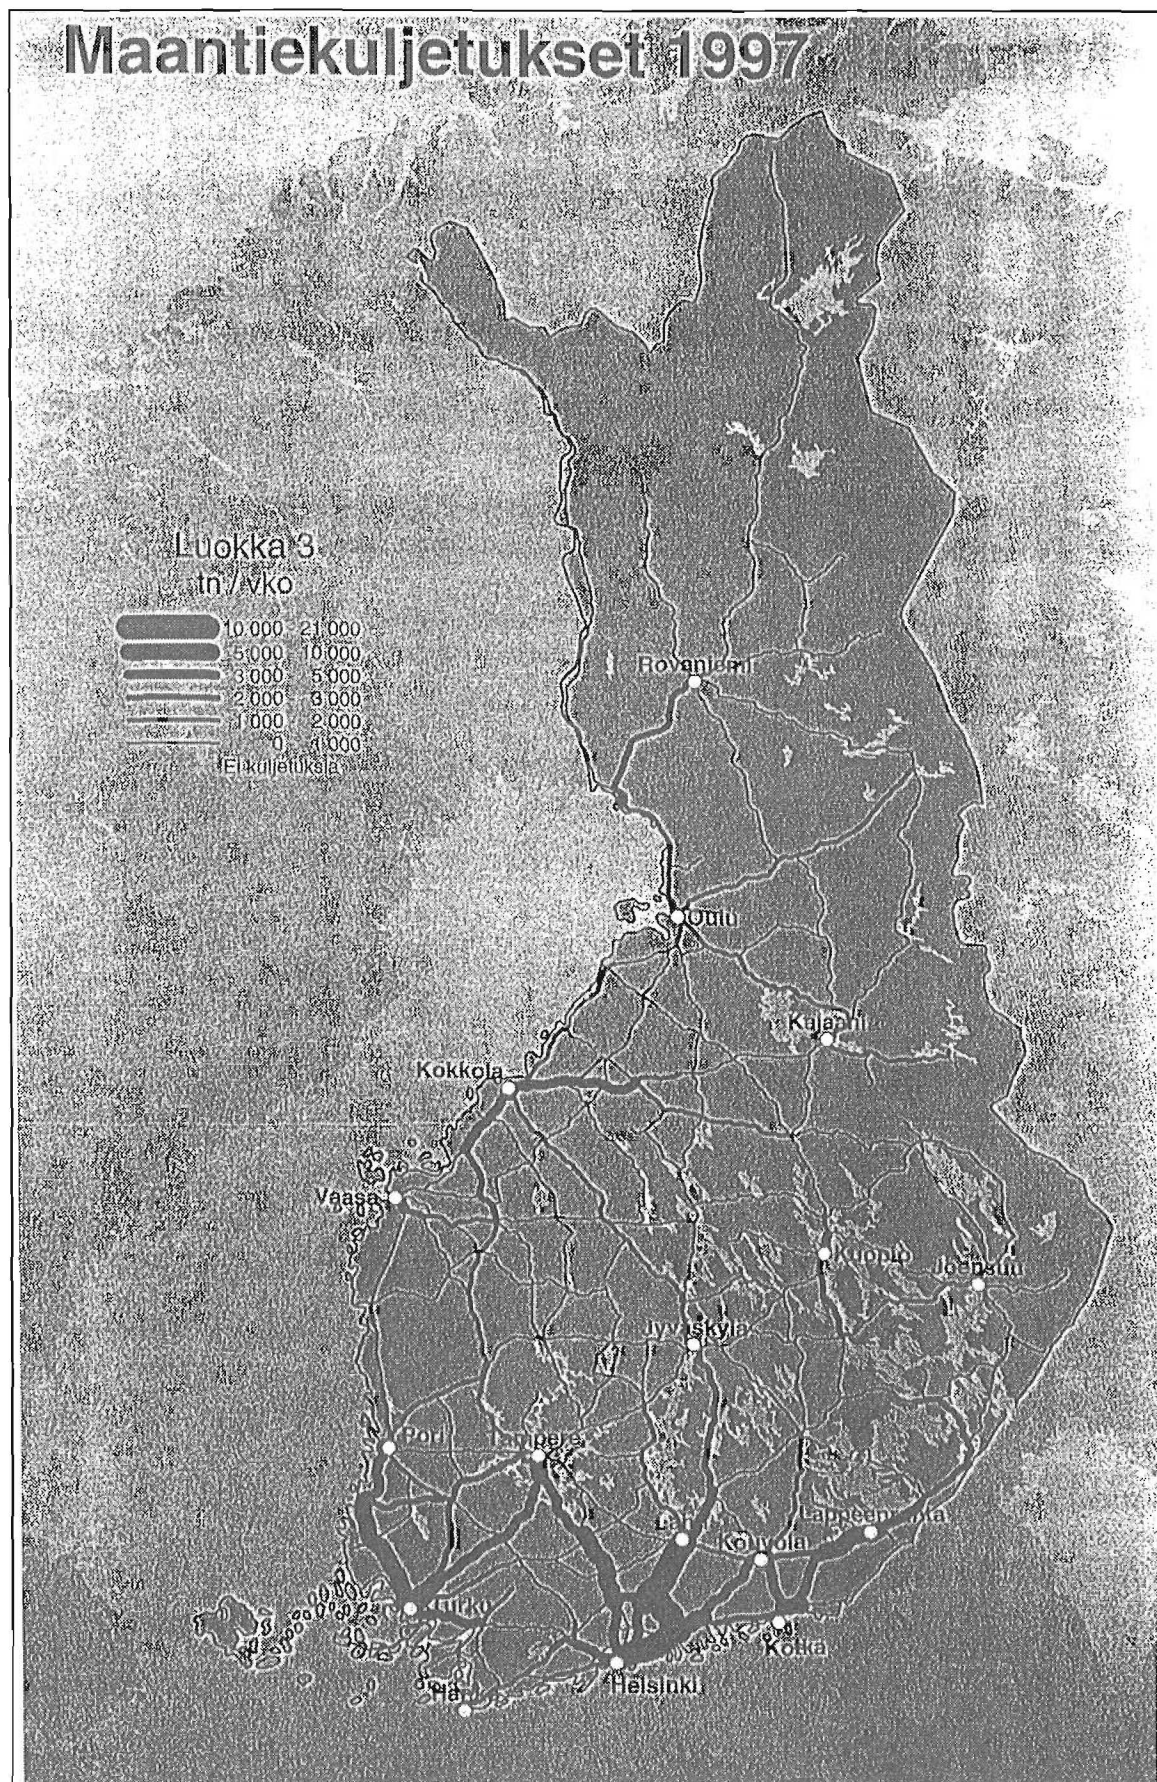 Maantiekuljetukset 1997
Luokka 3
tn / vko
10 000 21 000
5 000 10 000
3 000 5 000
2 000 3 000
1 000 2 000
0 1 000
Ei kuljetuksia
Rovaniemi
Oulu
Kajaani
Kokkola
Vaasa
Kuopio
Joensuu
Jyväskylä
Pori
Tampere
Lahti
Lappeenranta
Kouvola
Turku
Kotka
Helsinki